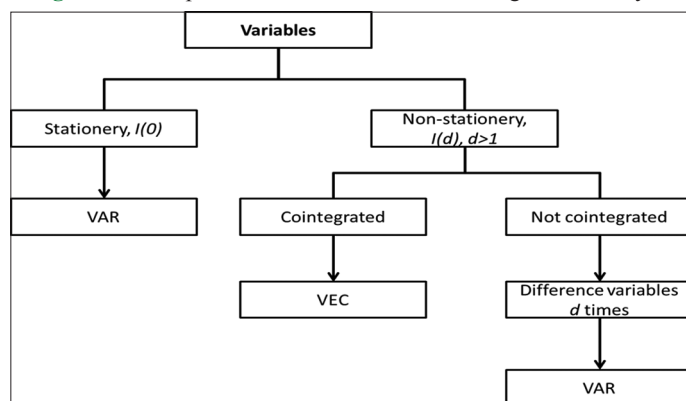 Variables
Stationery, I(0)
Non-stationery,
I(d), d>1
VAR
Cointegrated
Not cointegrated
VEC
Difference variables
d times
VAR